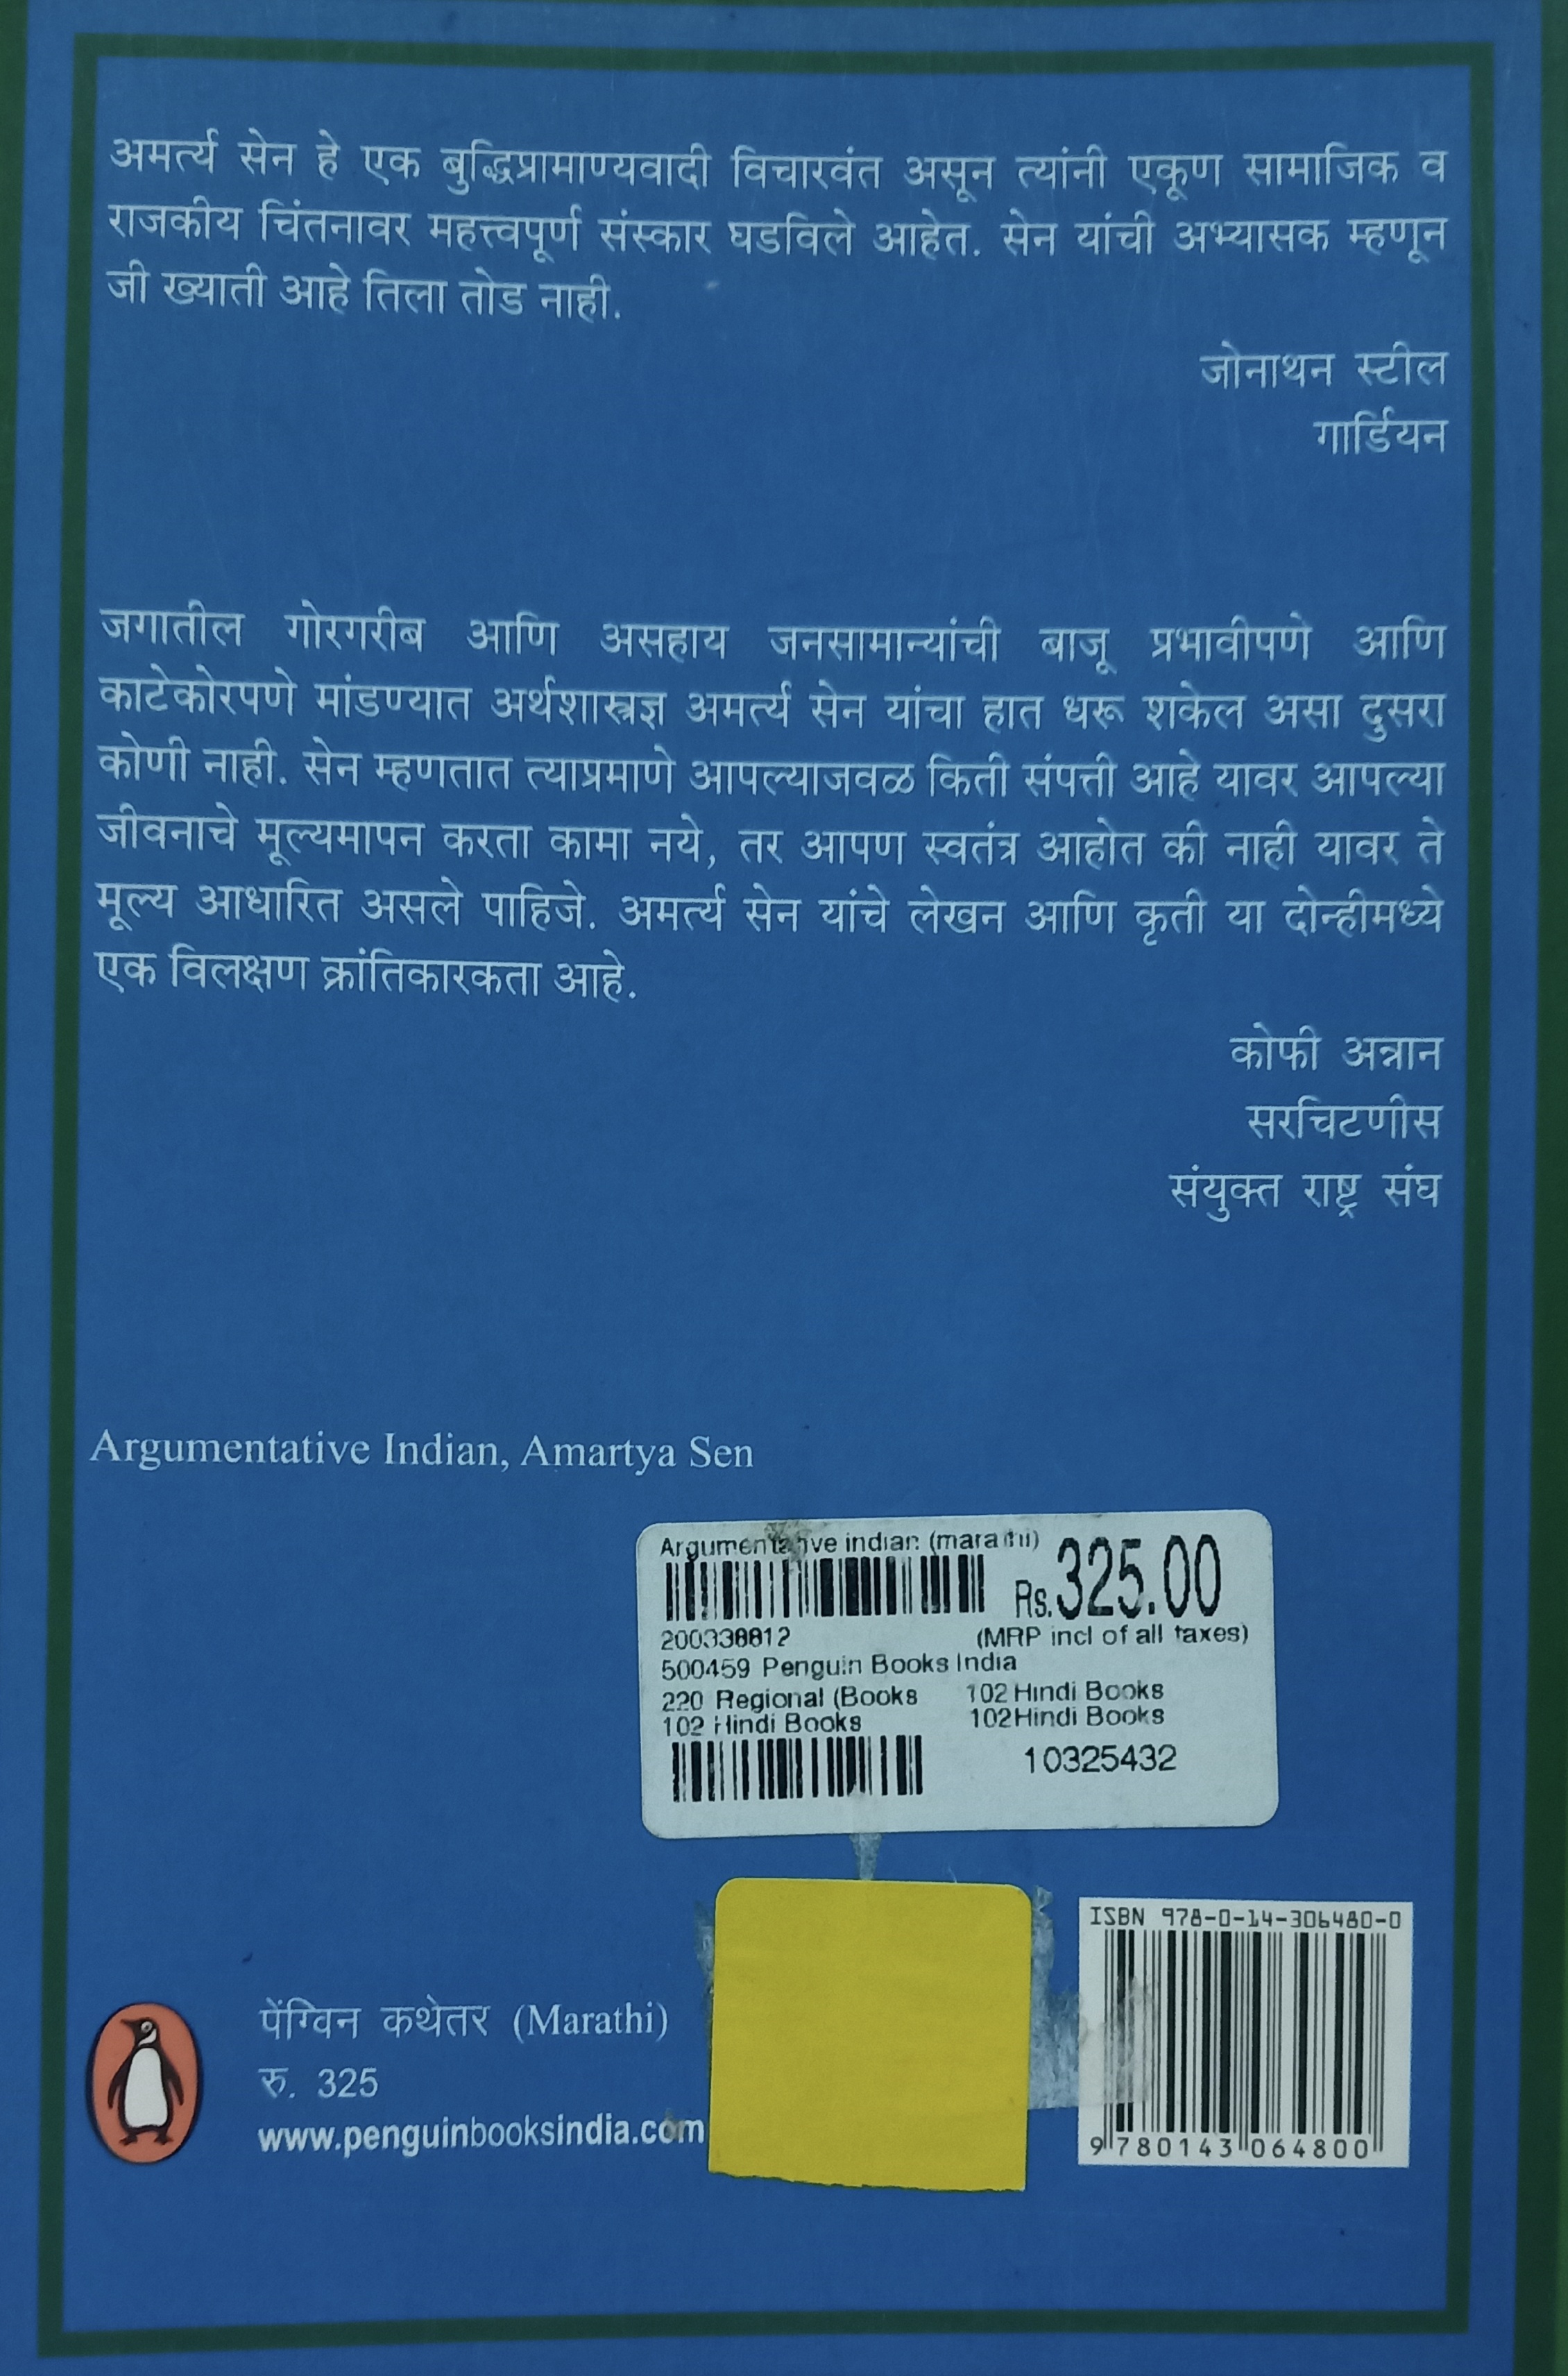 अमर्त्य सेन हे एक बुद्धिप्रामाण्यवादी विचारवंत असून त्यांनी एकूण सामाजिक व
राजकीय चिंतनावर महत्त्वपूर्ण संस्कार घडविले आहेत. सेन यांची अभ्यासक म्हणून
जी ख्याती आहे तिला तोड नाही.
जोनाथन स्टील
गार्डियन
जगातील गोरगरीब आणि असहाय जनसामान्यांची बाजू प्रभावीपणे आणि
काटेकोरपणे मांडण्यात अर्थशास्त्रज्ञ अमर्त्य सेन यांचा हात धरू शकेल असा दुसरा
कोणी नाही. सेन म्हणतात त्याप्रमाणे आपल्याजवळ किती संपत्ती आहे यावर आपल्या
जीवनाचे मूल्यमापन करता कामा नये, तर आपण स्वतंत्र आहोत की नाही यावर ते
मूल्य आधारित असले पाहिजे. अमर्त्य सेन यांचे लेखन आणि कृती या दोन्हीमध्ये
एक विलक्षण क्रांतिकारकता आहे.
कोफी अन्नान
सरचिटणीस
संयुक्त राष्ट्र संघ
Argumentative Indian, Amartya Sen
Argumentative indian (marathi)
Rs.325.00
200338812 (MRP incl of all taxes)
500459 Penguin Books India
220 Regional (Books 102 Hindi Books
102 Hindi Books 102Hindi Books
10325432
ISBN 978-0-14-306480-0
9 780143 064800
पेंग्विन कथेतर (Marathi)
रु. 325
www.penguinbooksindia.com